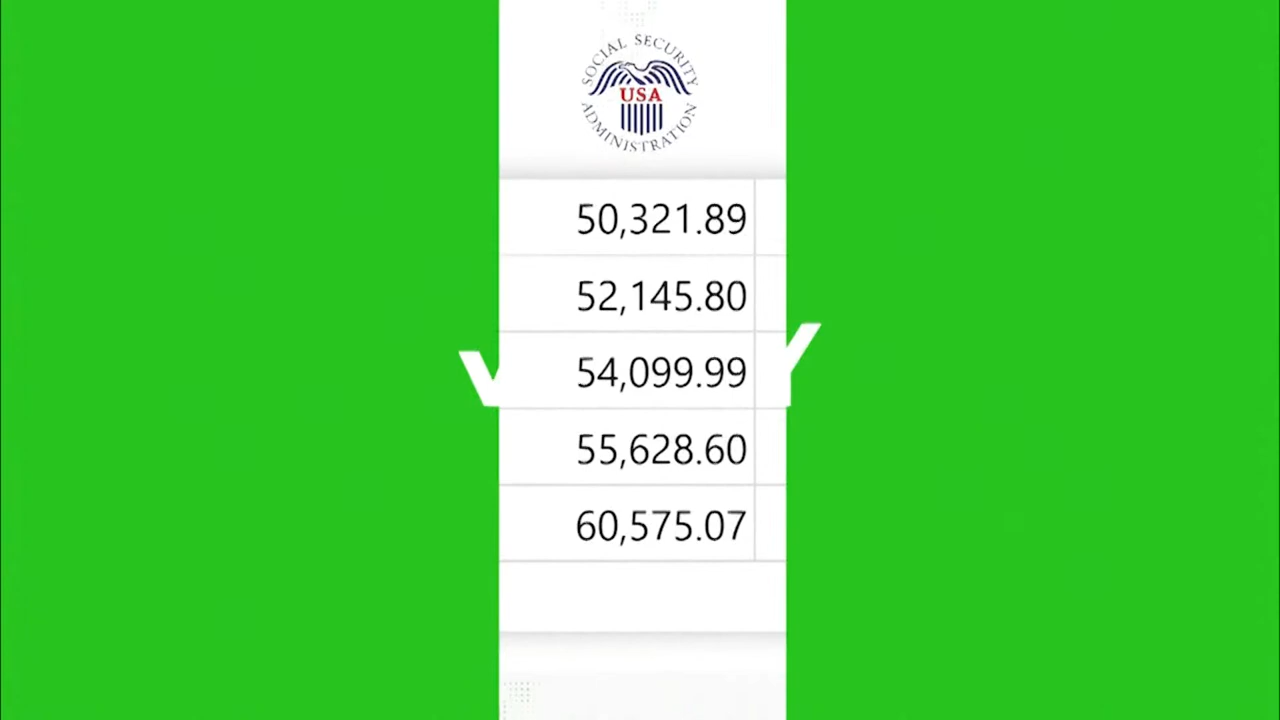 SOCIAL SECURITY
USA
ADMINISTRATION
50,321.89
52,145.80
54,099.99
55,628.60
60,575.07